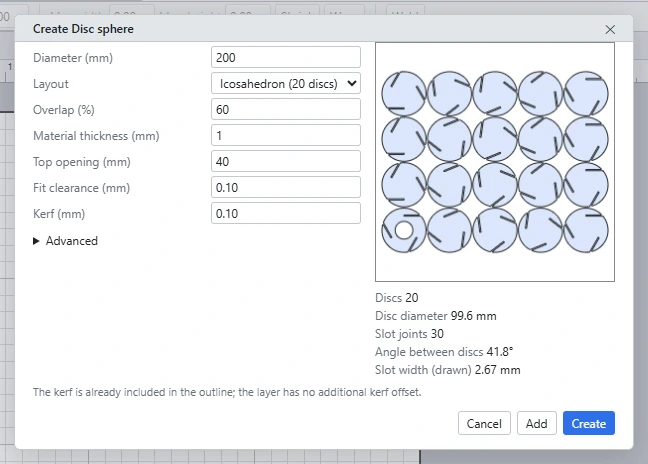 Create Disc sphere
Diameter (mm) 200
Layout Icosahedron (20 discs)
Overlap (%) 60
Material thickness (mm) 1
Top opening (mm) 40
Fit clearance (mm) 0.10
Kerf (mm) 0.10
Advanced
Discs 20
Disc diameter 99.6 mm
Slot joints 30
Angle between discs 41.8°
Slot width (drawn) 2.67 mm
The kerf is already included in the outline; the layer has no additional kerf offset.
Cancel Add Create